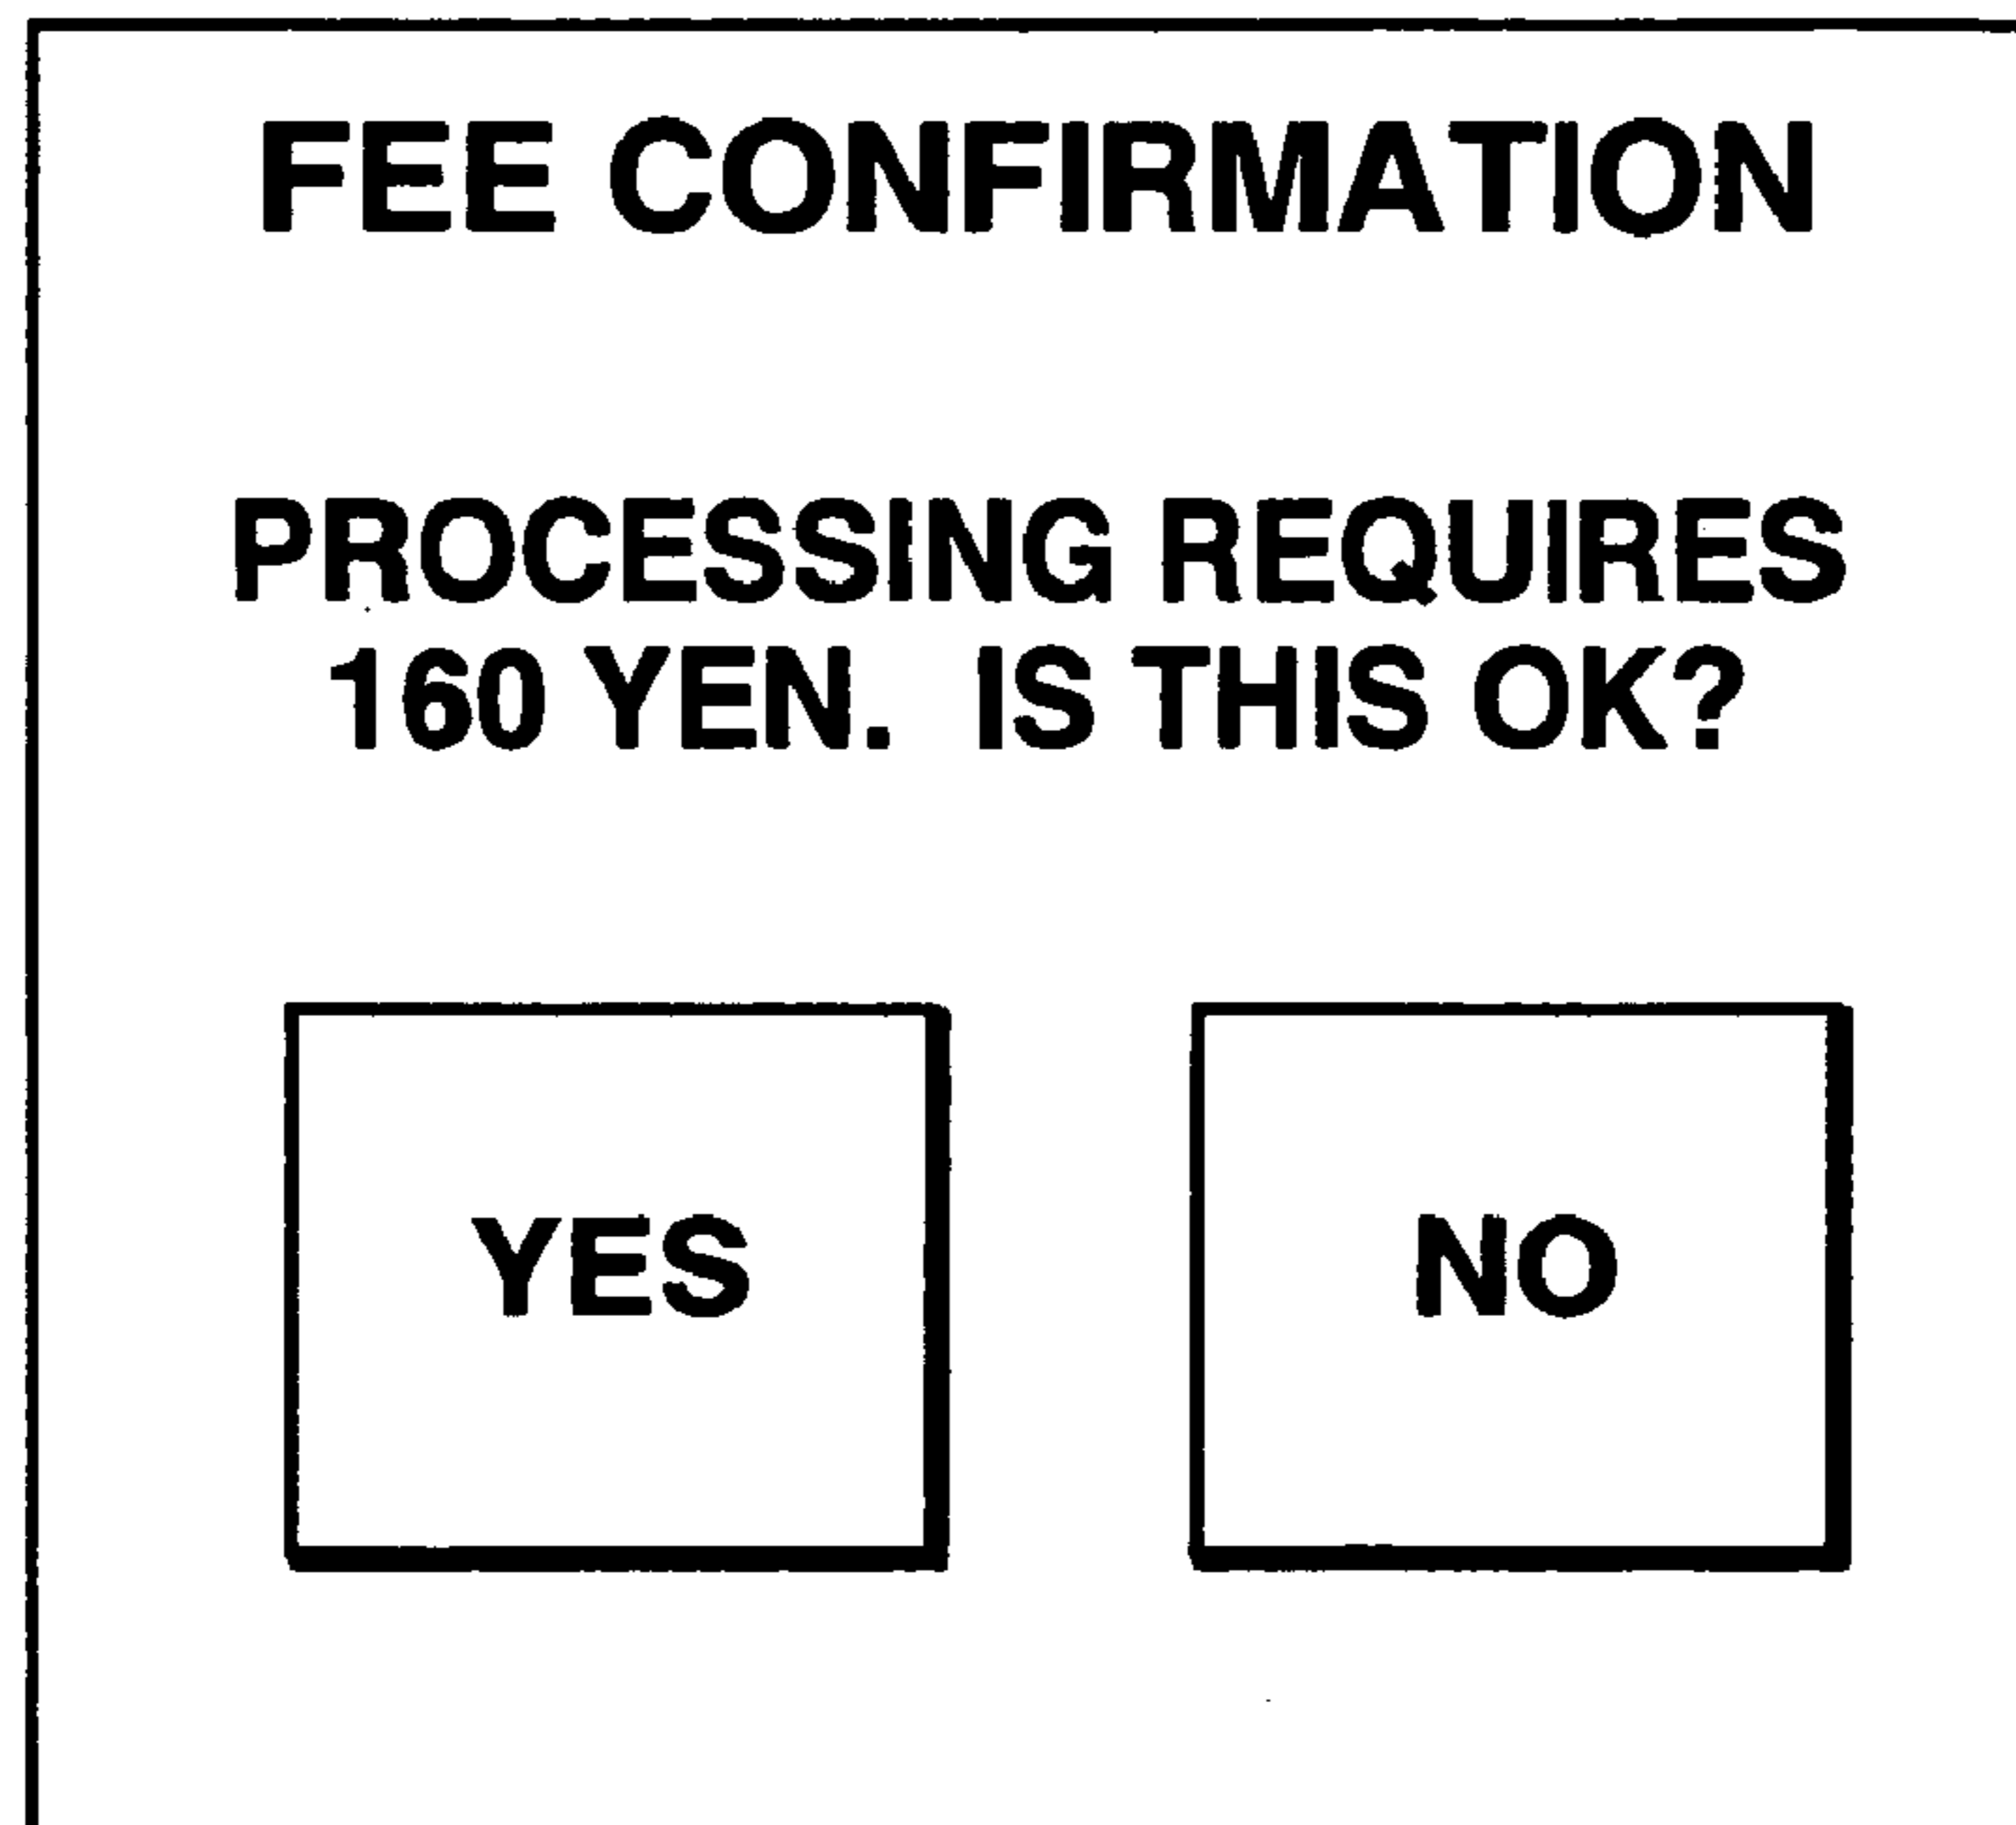 FEE CONFIRMATION
PROCESSING REQUIRES
160 YEN. IS THIS OK?
YES
NO